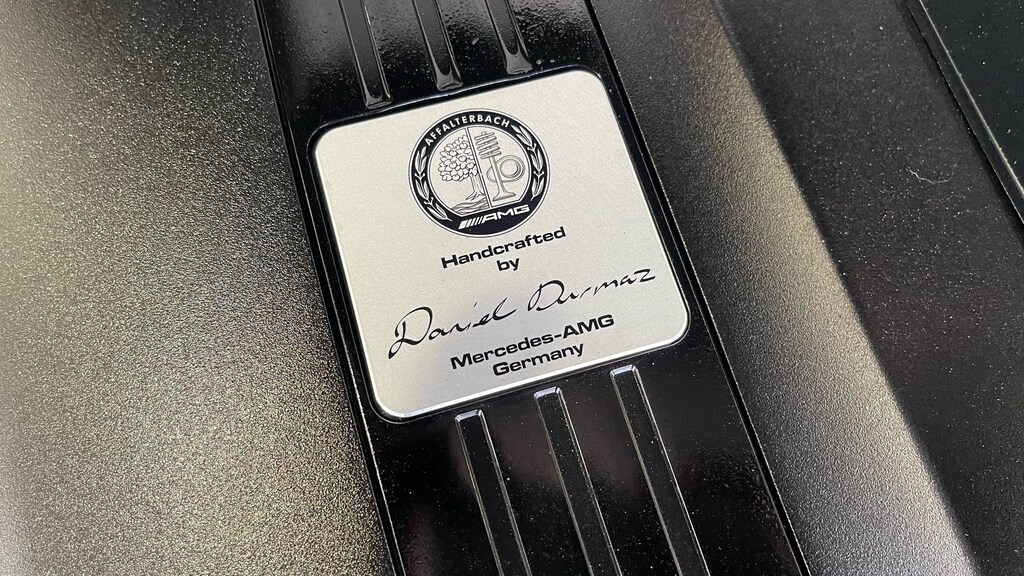 AFFALTERBACH
AMG
Handcrafted
by
Daniel Durmaz
Mercedes-AMG
Germany